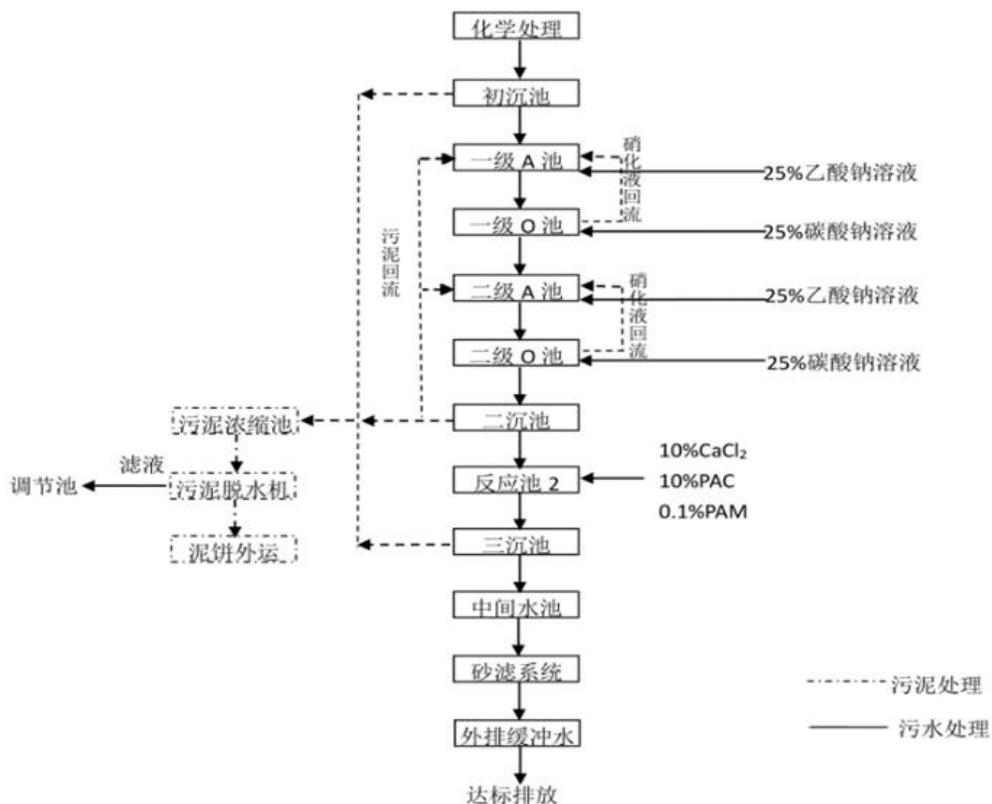 化学处理
初沉池
一级 A 池
硝化液回流
25%乙酸钠溶液
一级 O 池
25%碳酸钠溶液
污泥回流
二级 A 池
硝化液回流
25%乙酸钠溶液
二级 O 池
25%碳酸钠溶液
污泥浓缩池
二沉池
10%CaCl₂
滤液
调节池
污泥脱水机
反应池 2
10%PAC
0.1%PAM
泥饼外运
三沉池
中间水池
砂滤系统
污泥处理
外排缓冲水
污水处理
达标排放